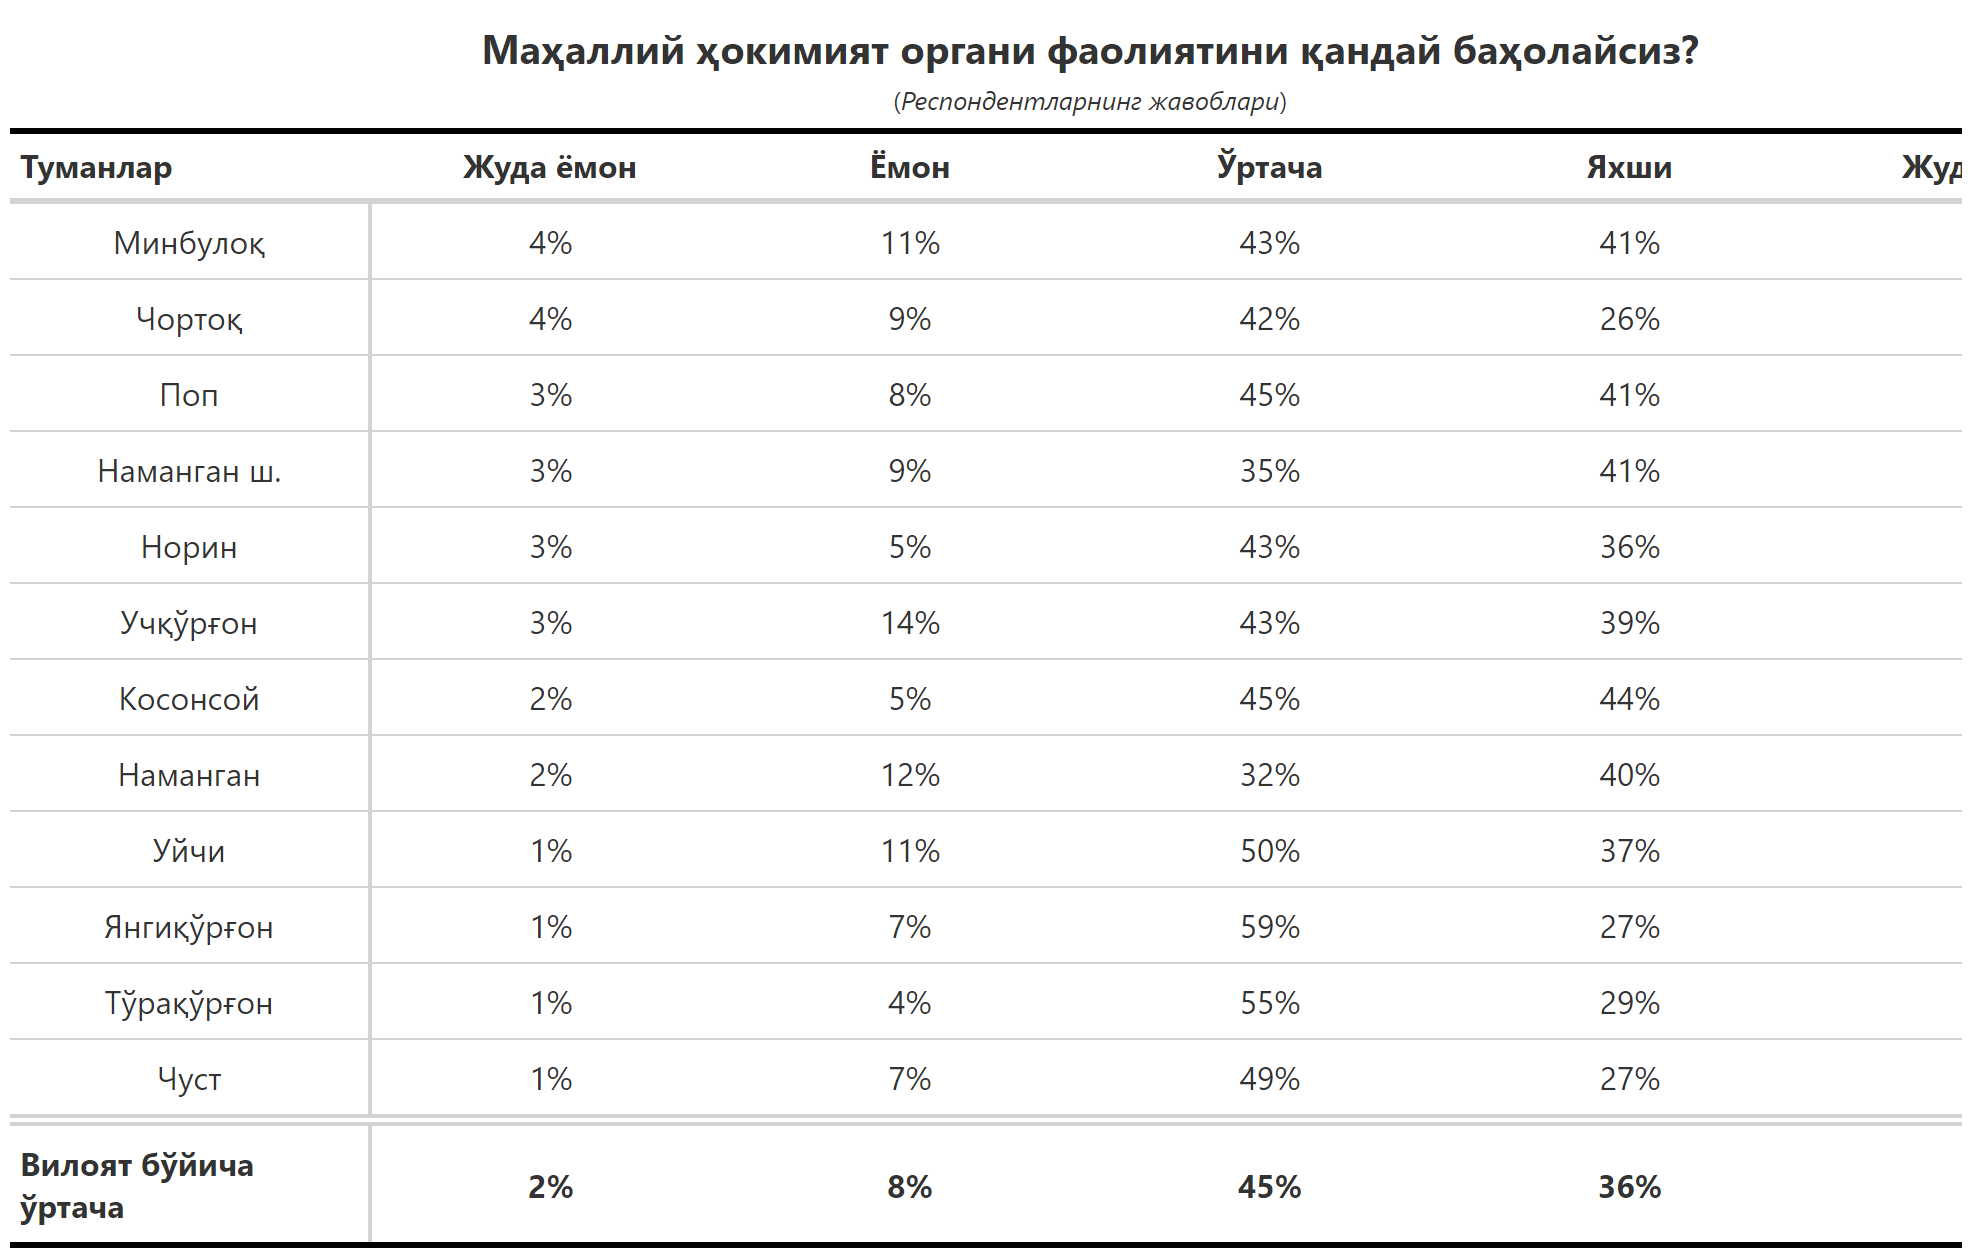 Маҳаллий ҳокимият органи фаолиятини қандай баҳолайсиз?
(Респондентларнинг жавоблари)
Туманлар Жуда ёмон Ёмон Ўртача Яхши
Минбулоқ 4% 11% 43% 41%
Чортоқ 4% 9% 42% 26%
Поп 3% 8% 45% 41%
Наманган ш. 3% 9% 35% 41%
Норин 3% 5% 43% 36%
Учқўрғон 3% 14% 43% 39%
Косонсой 2% 5% 45% 44%
Наманган 2% 12% 32% 40%
Уйчи 1% 11% 50% 37%
Янгиқўрғон 1% 7% 59% 27%
Тўрақўрғон 1% 4% 55% 29%
Чуст 1% 7% 49% 27%
Вилоят бўйича
ўртача 2% 8% 45% 36%